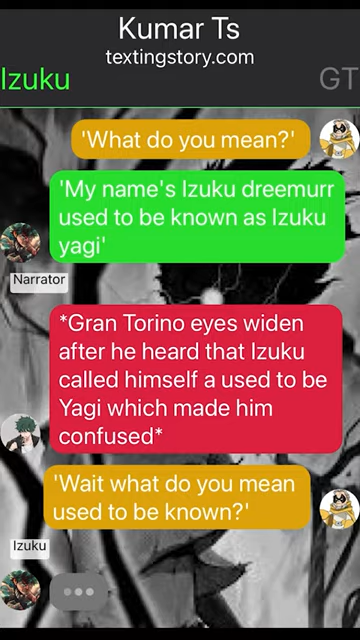 Kumar Ts
textingstory.com
Izuku
GT
'What do you mean?'
'My name's Izuku dreemurr
used to be known as Izuku
yagi'
Narrator
*Gran Torino eyes widen
after he heard that Izuku
called himself a used to be
Yagi which made him
confused*
'Wait what do you mean
used to be known?'
Izuku